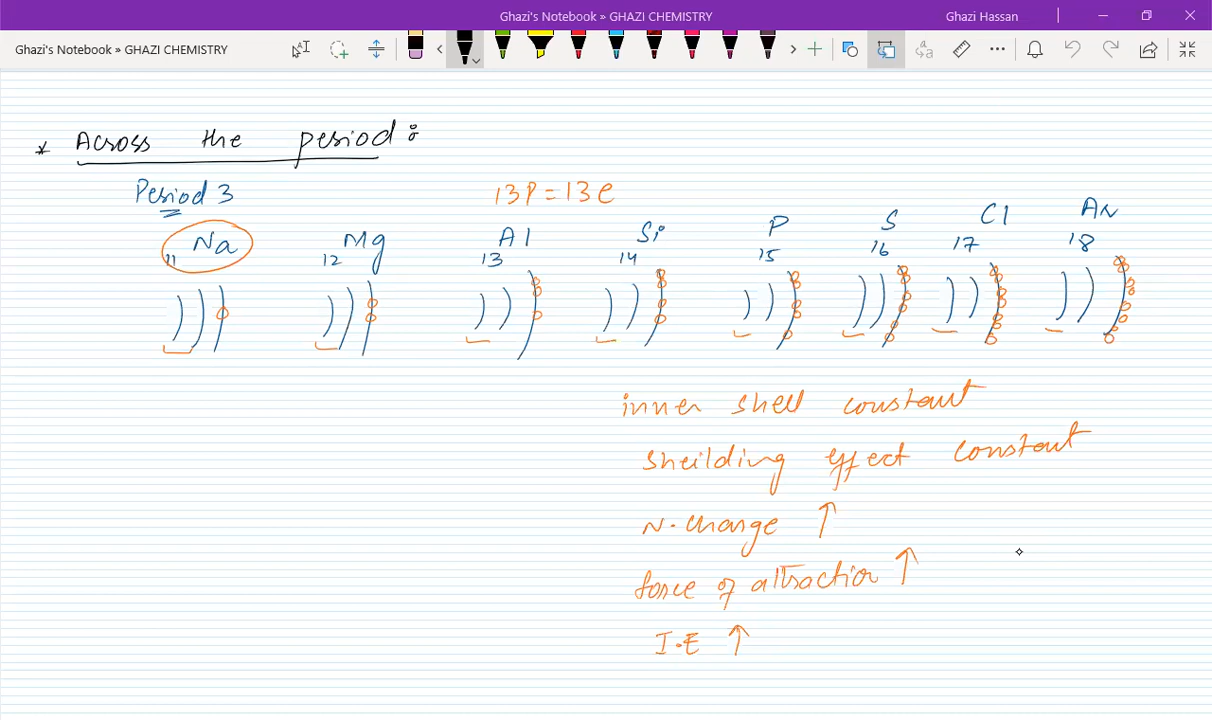 Ghazi's Notebook » GHAZI CHEMISTRY
Ghazi Hassan
Ghazi's Notebook » GHAZI CHEMISTRY
* Across the period:
Period 3
13P = 13e
Na Mg Al Si P S Cl Ar
11 12 13 14 15 16 17 18
inner shell constant
sheilding effect constant
N. charge ↑
force of attraction ↑
I.E ↑